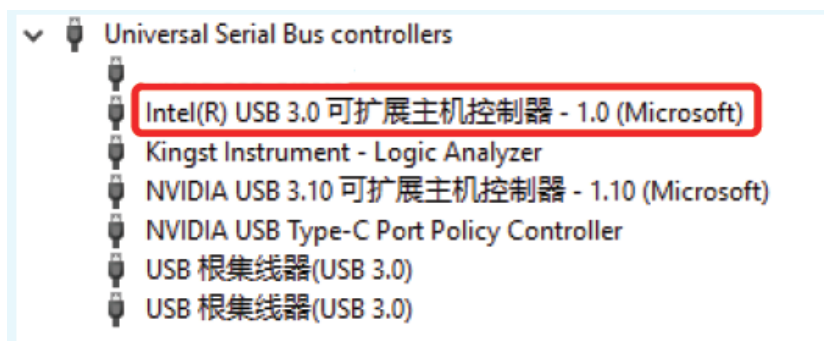 Universal Serial Bus controllers
Intel(R) USB 3.0 可扩展主机控制器 - 1.0 (Microsoft)
Kingst Instrument - Logic Analyzer
NVIDIA USB 3.10 可扩展主机控制器 - 1.10 (Microsoft)
NVIDIA USB Type-C Port Policy Controller
USB 根集线器(USB 3.0)
USB 根集线器(USB 3.0)